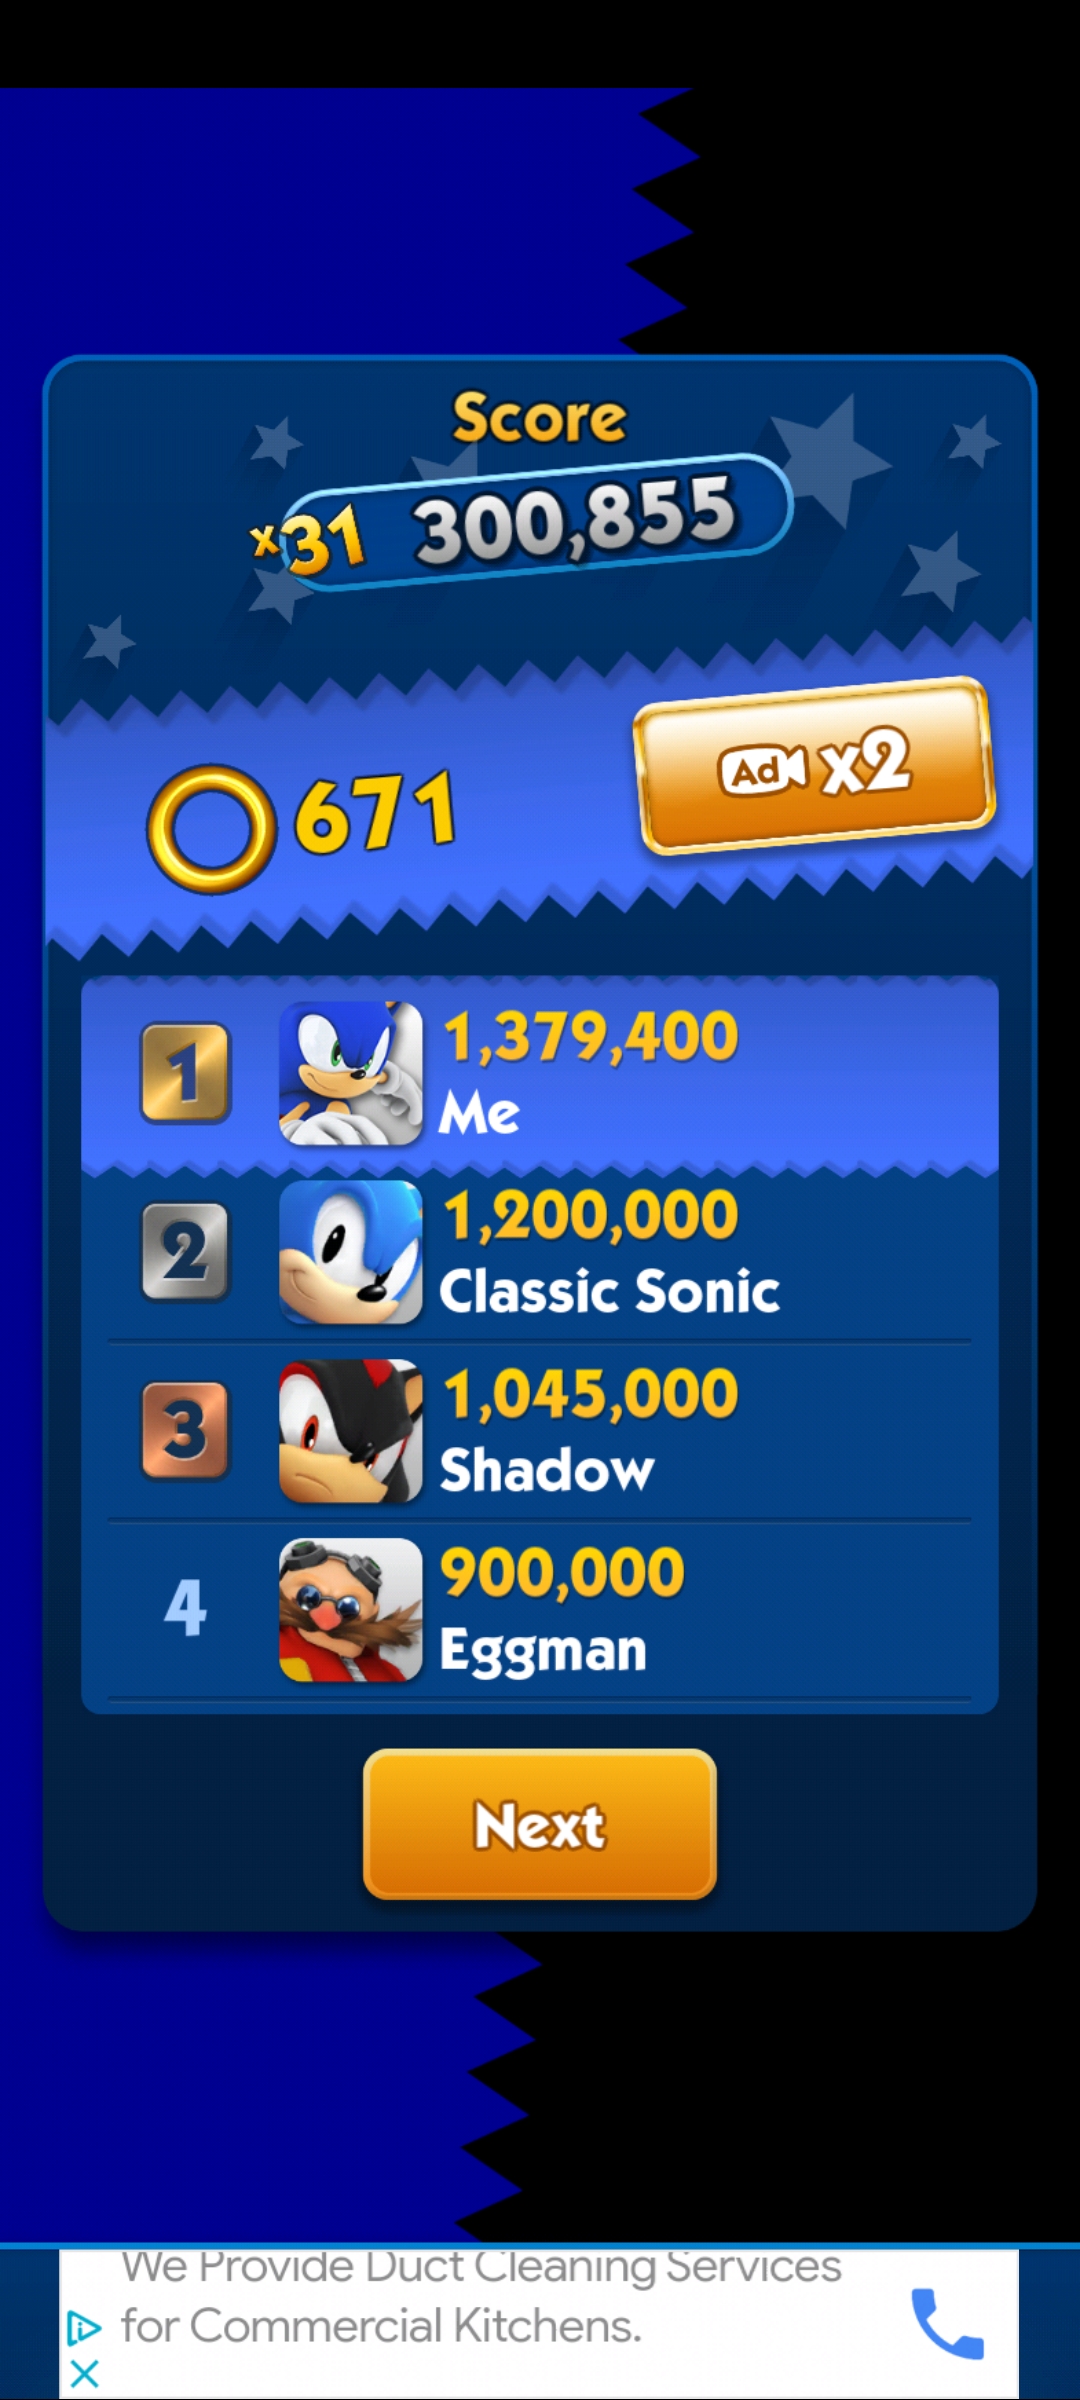 Score
x31 300,855
671
Ad x2
1 1,379,400
Me
2 1,200,000
Classic Sonic
3 1,045,000
Shadow
4 900,000
Eggman
Next
We Provide Duct Cleaning Services
for Commercial Kitchens.